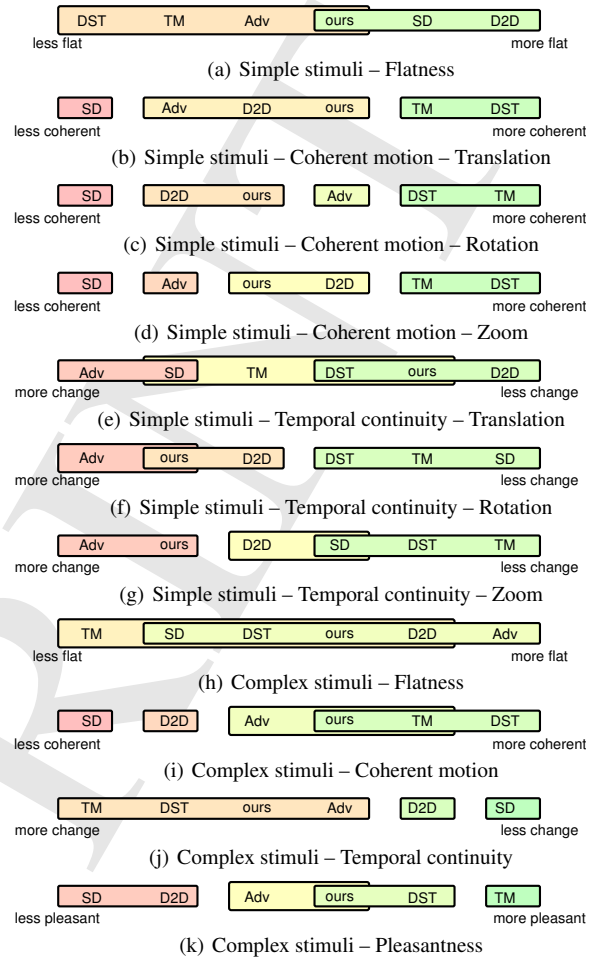 DST TM Adv ours SD D2D
less flat more flat
(a) Simple stimuli – Flatness
SD Adv D2D ours TM DST
less coherent more coherent
(b) Simple stimuli – Coherent motion – Translation
SD D2D ours Adv DST TM
less coherent more coherent
(c) Simple stimuli – Coherent motion – Rotation
SD Adv ours D2D TM DST
less coherent more coherent
(d) Simple stimuli – Coherent motion – Zoom
Adv SD TM DST ours D2D
more change less change
(e) Simple stimuli – Temporal continuity – Translation
Adv ours D2D DST TM SD
more change less change
(f) Simple stimuli – Temporal continuity – Rotation
Adv ours D2D SD DST TM
more change less change
(g) Simple stimuli – Temporal continuity – Zoom
TM SD DST ours D2D Adv
less flat more flat
(h) Complex stimuli – Flatness
SD D2D Adv ours TM DST
less coherent more coherent
(i) Complex stimuli – Coherent motion
TM DST ours Adv D2D SD
more change less change
(j) Complex stimuli – Temporal continuity
SD D2D Adv ours DST TM
less pleasant more pleasant
(k) Complex stimuli – Pleasantness